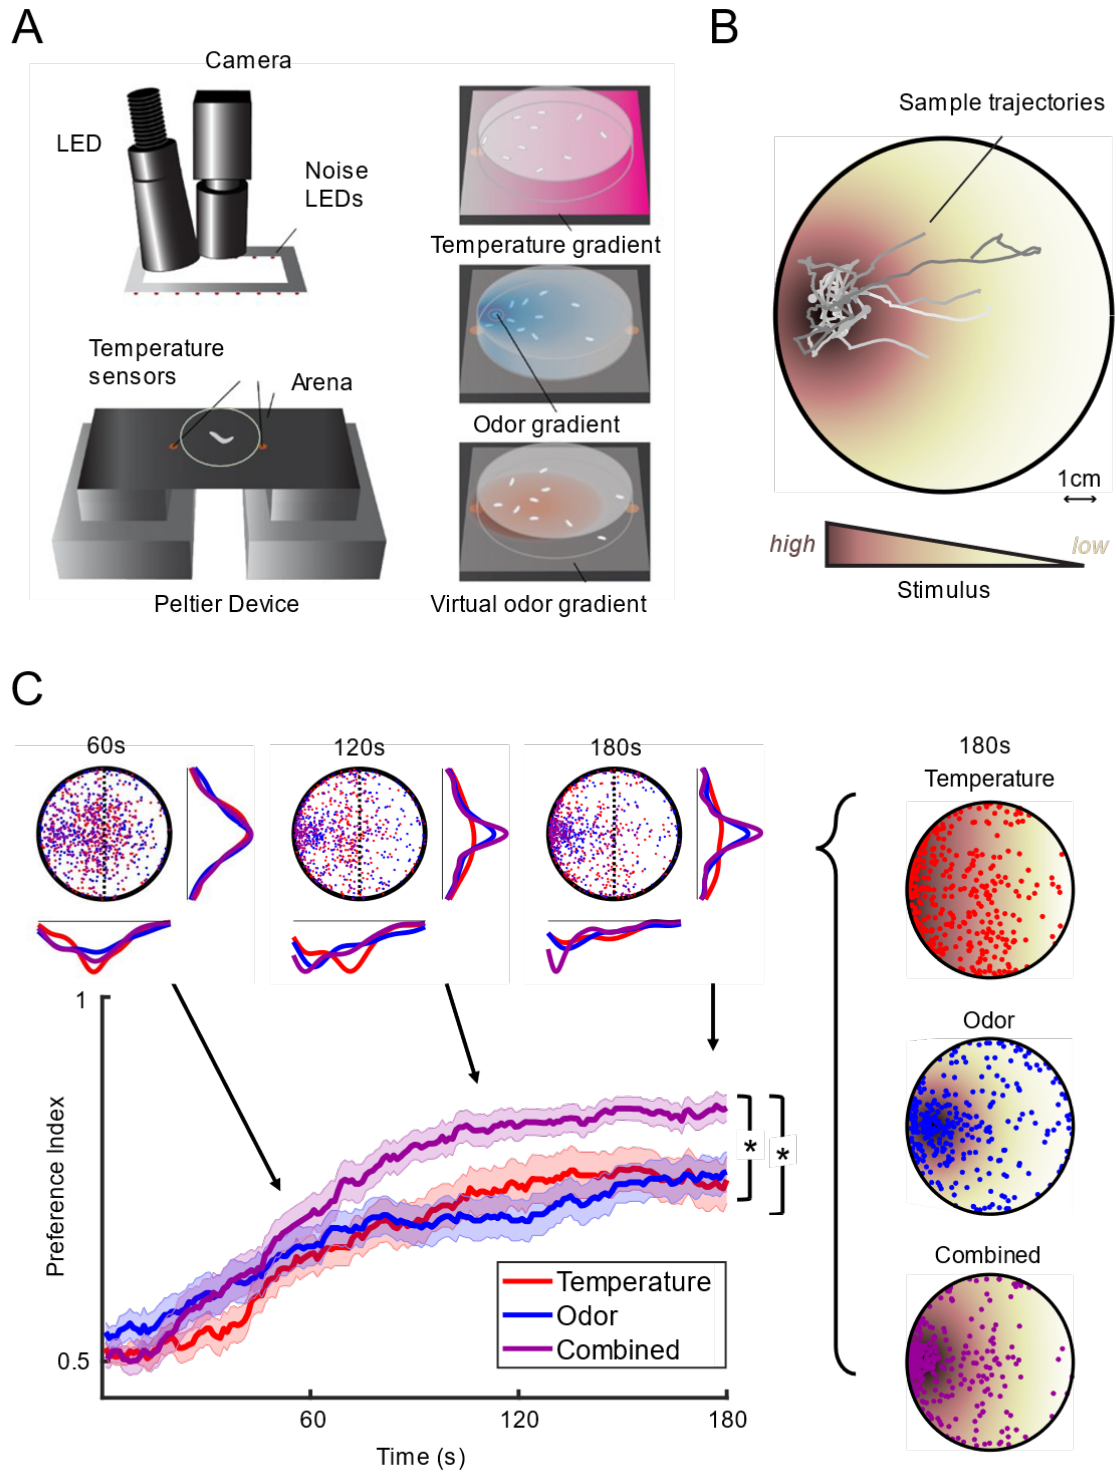 A
Camera
LED
Noise
LEDs
Temperature
sensors
Arena
Peltier Device
Temperature gradient
Odor gradient
Virtual odor gradient
B
Sample trajectories
1cm
high
low
Stimulus
C
60s
120s
180s
1
0.5
Preference Index
60
120
180
Time (s)
*
*
Temperature
Odor
Combined
180s
Temperature
Odor
Combined